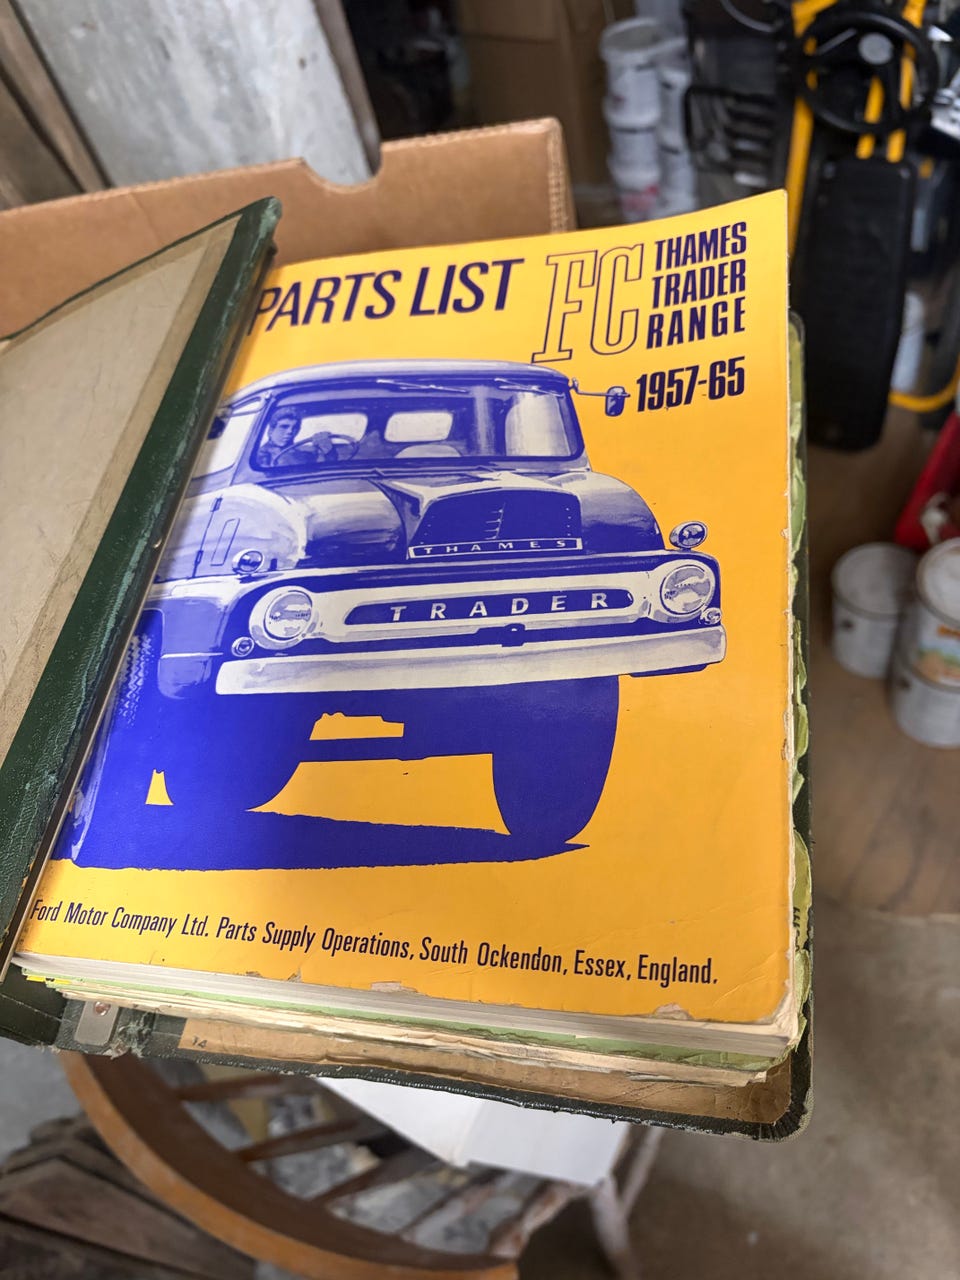 PARTS LIST
FC
THAMES
TRADER
RANGE
1957-65
THAMES
TRADER
Ford Motor Company Ltd. Parts Supply Operations, South Ockendon, Essex, England.
14